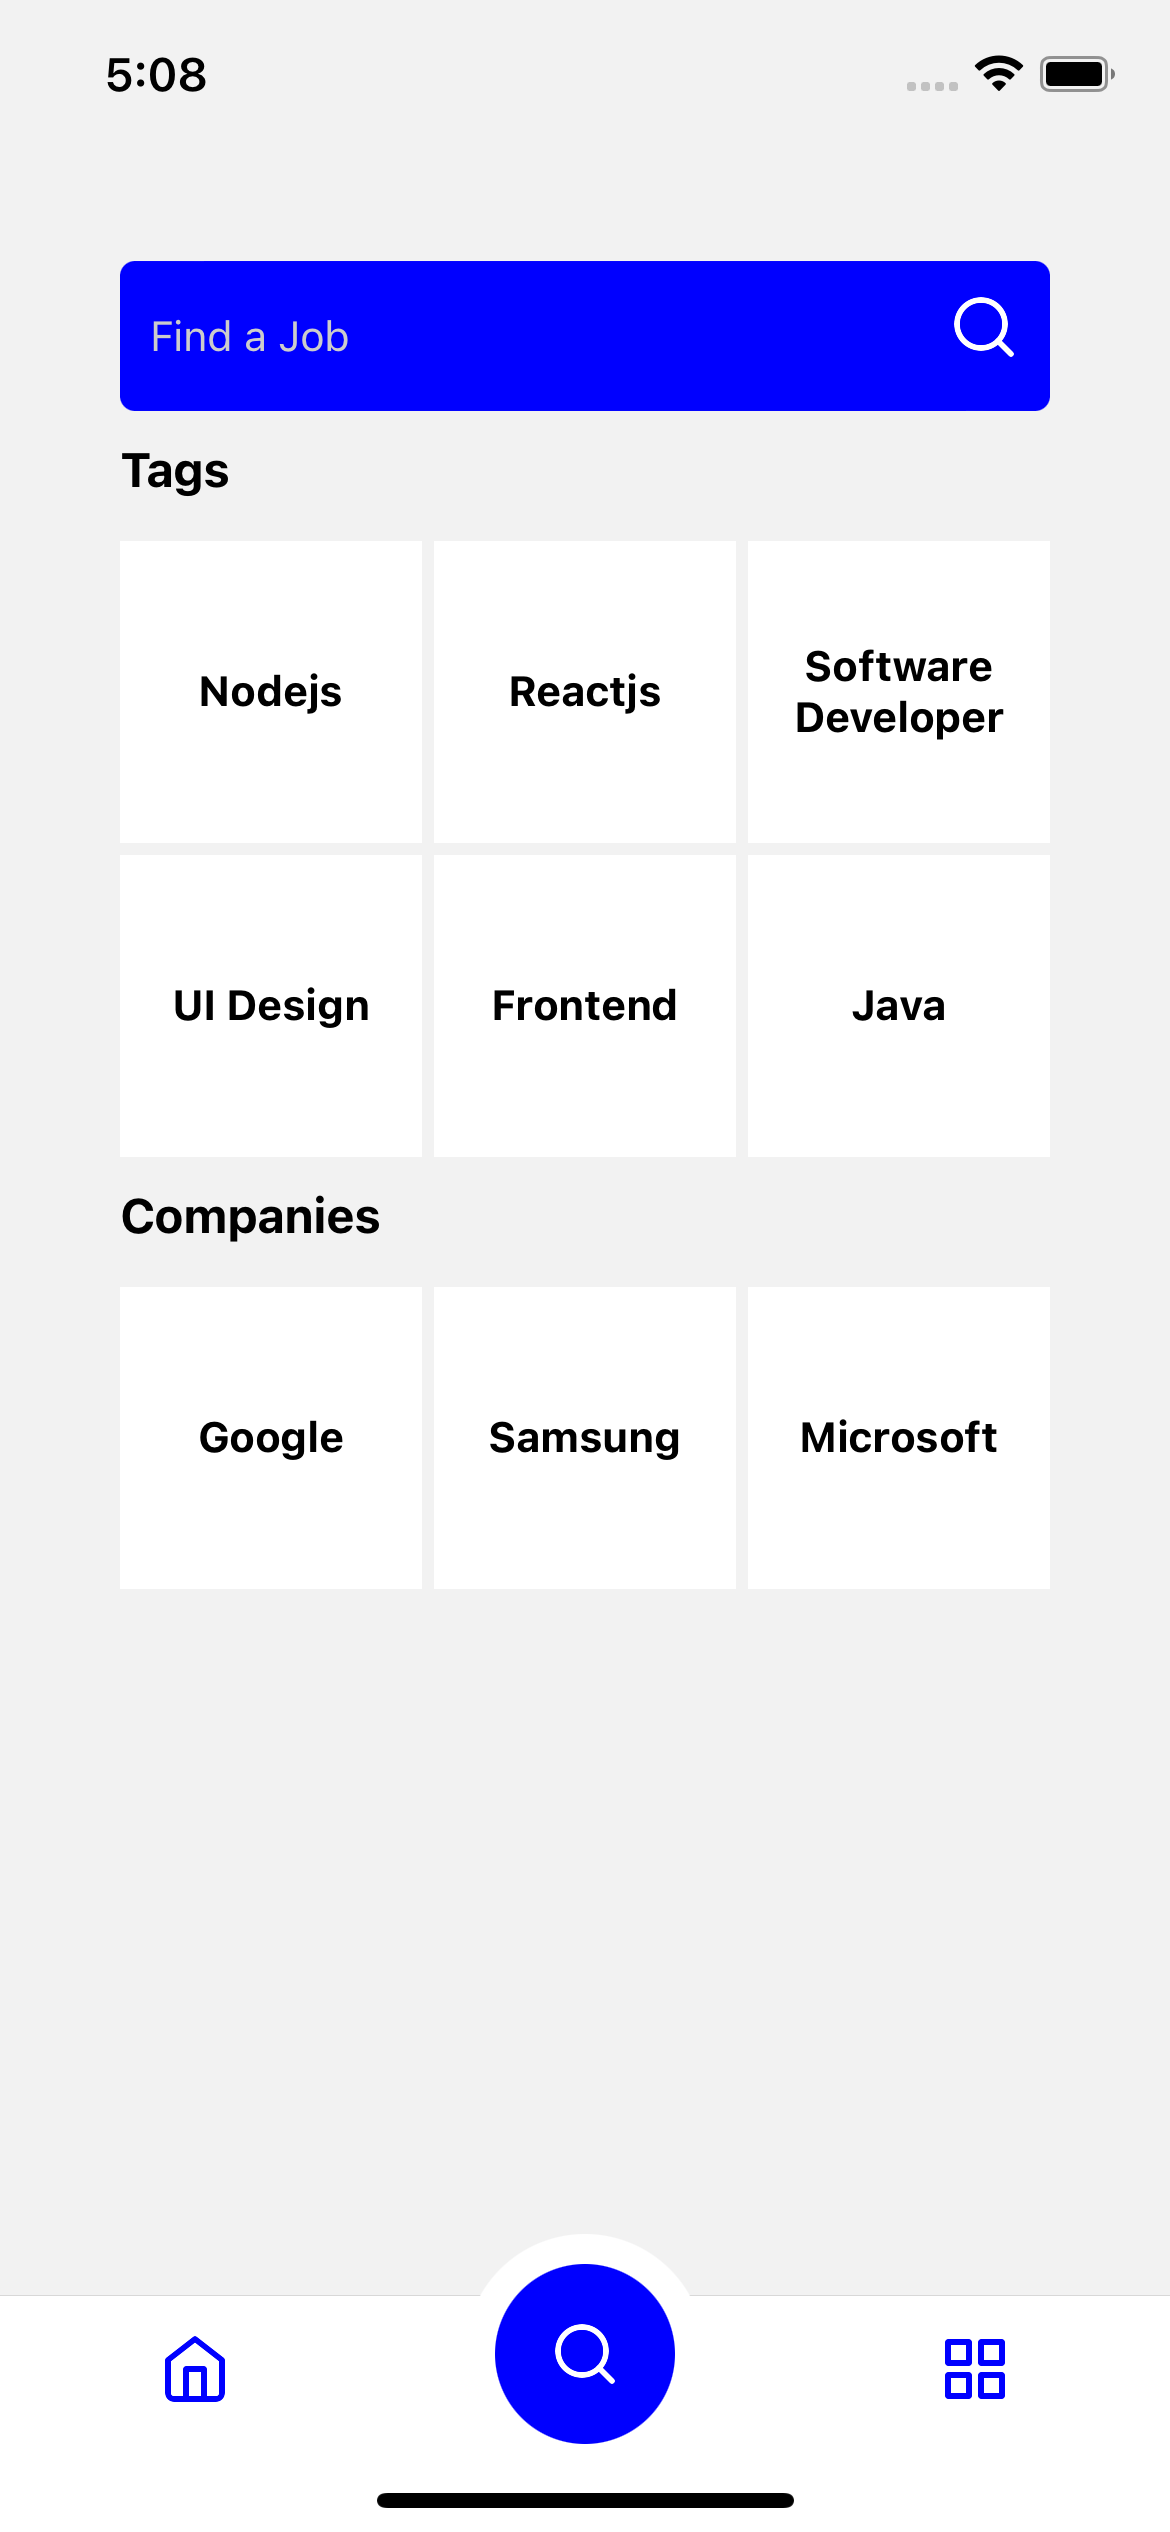 5:08
Find a Job
Tags
Nodejs
Reactjs
Software
Developer
UI Design
Frontend
Java
Companies
Google
Samsung
Microsoft